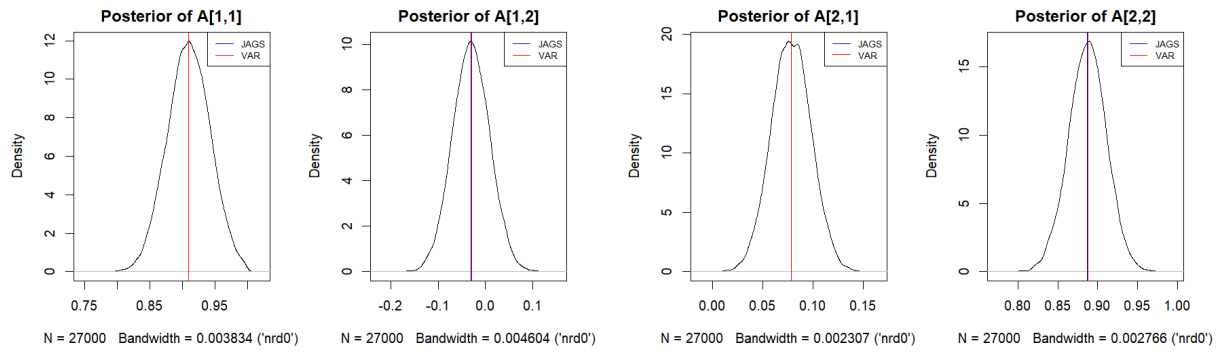 Posterior of A[1,1]
JAGS
VAR
Density
0 2 4 6 8 10 12
0.75 0.85 0.95
N = 27000 Bandwidth = 0.003834 ('nrd0')
Posterior of A[1,2]
JAGS
VAR
Density
0 2 4 6 8 10
-0.2 -0.1 0.0 0.1
N = 27000 Bandwidth = 0.004604 ('nrd0')
Posterior of A[2,1]
JAGS
VAR
Density
0 5 10 15 20
0.00 0.05 0.10 0.15
N = 27000 Bandwidth = 0.002307 ('nrd0')
Posterior of A[2,2]
JAGS
VAR
Density
0 5 10 15
0.80 0.85 0.90 0.95 1.00
N = 27000 Bandwidth = 0.002766 ('nrd0')